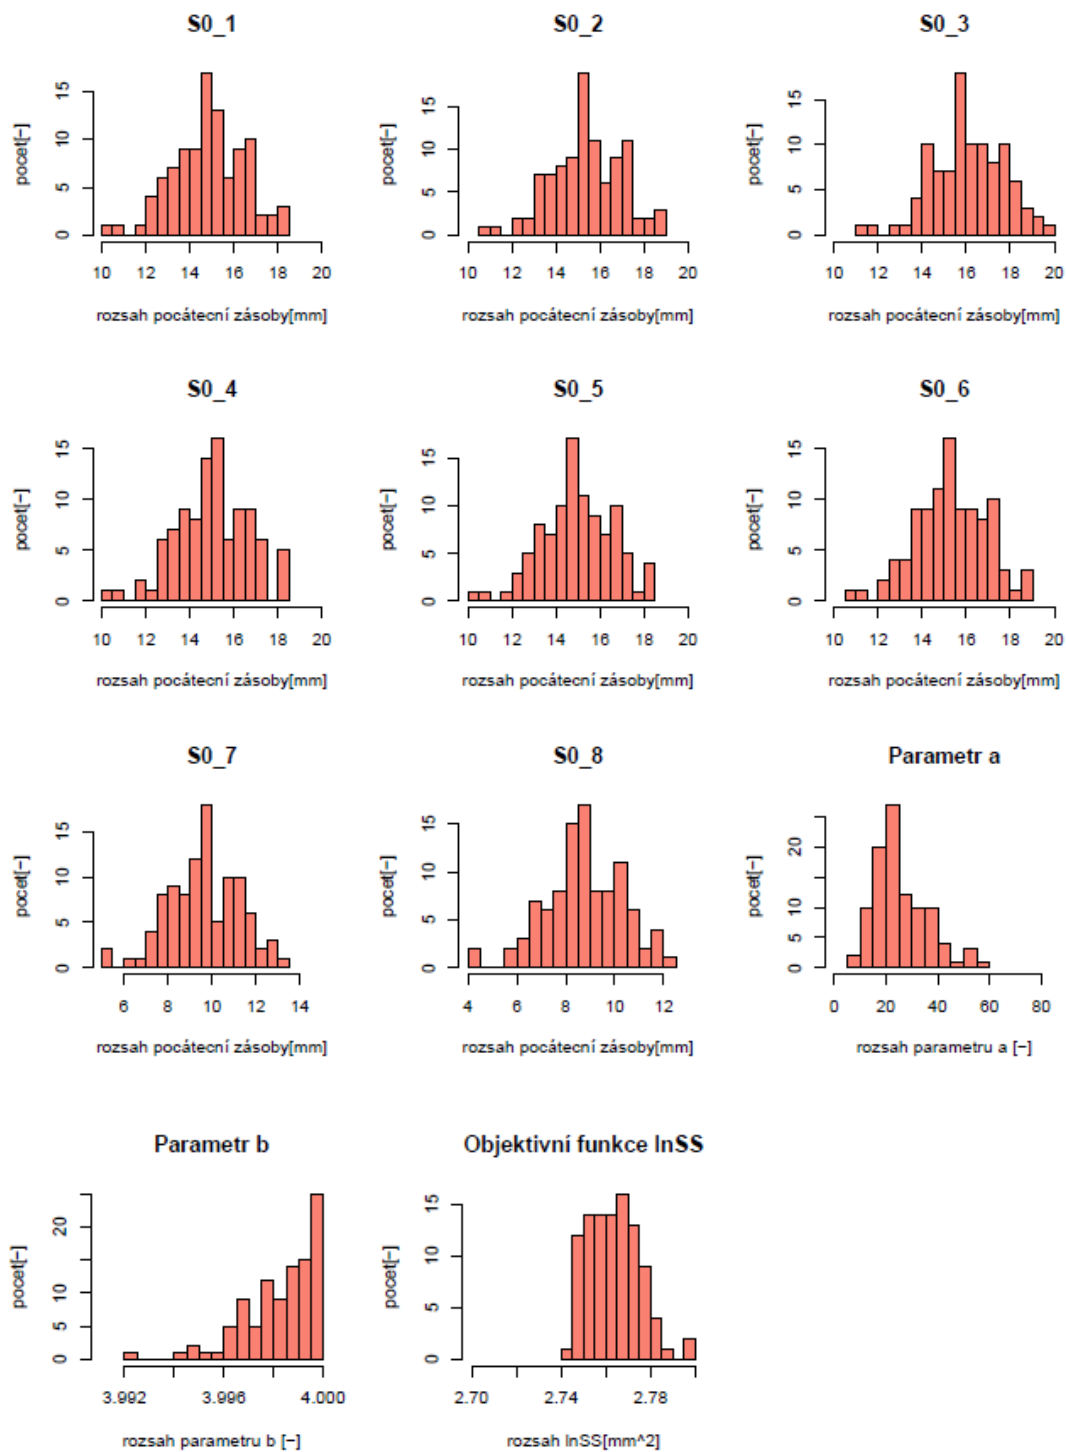 S0_1
S0_2
S0_3
pocet[−]
15
10
5
0
10 12 14 16 18 20
rozsah pocátecní zásoby[mm]
pocet[−]
15
10
5
0
10 12 14 16 18 20
rozsah pocátecní zásoby[mm]
pocet[−]
15
10
5
0
10 12 14 16 18 20
rozsah pocátecní zásoby[mm]
S0_4
S0_5
S0_6
pocet[−]
15
10
5
0
10 12 14 16 18 20
rozsah pocátecní zásoby[mm]
pocet[−]
15
10
5
0
10 12 14 16 18 20
rozsah pocátecní zásoby[mm]
pocet[−]
15
10
5
0
10 12 14 16 18 20
rozsah pocátecní zásoby[mm]
S0_7
S0_8
Parametr a
pocet[−]
15
10
5
0
6 8 10 12 14
rozsah pocátecní zásoby[mm]
pocet[−]
15
10
5
0
4 6 8 10 12
rozsah pocátecní zásoby[mm]
pocet[−]
20
10
5
0
0 20 40 60 80
rozsah parametru a [−]
Parametr b
Objektivní funkce lnSS
pocet[−]
20
10
5
0
3.992 3.996 4.000
rozsah parametru b [−]
pocet[−]
15
10
5
0
2.70 2.74 2.78
rozsah lnSS[mm^2]